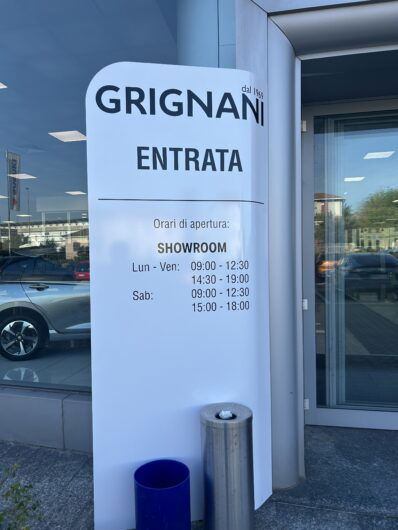 GRIGNANI
dal 1969
ENTRATA
Orari di apertura:
SHOWROOM
Lun - Ven: 09:00 - 12:30
14:30 - 19:00
Sab: 09:00 - 12:30
15:00 - 18:00